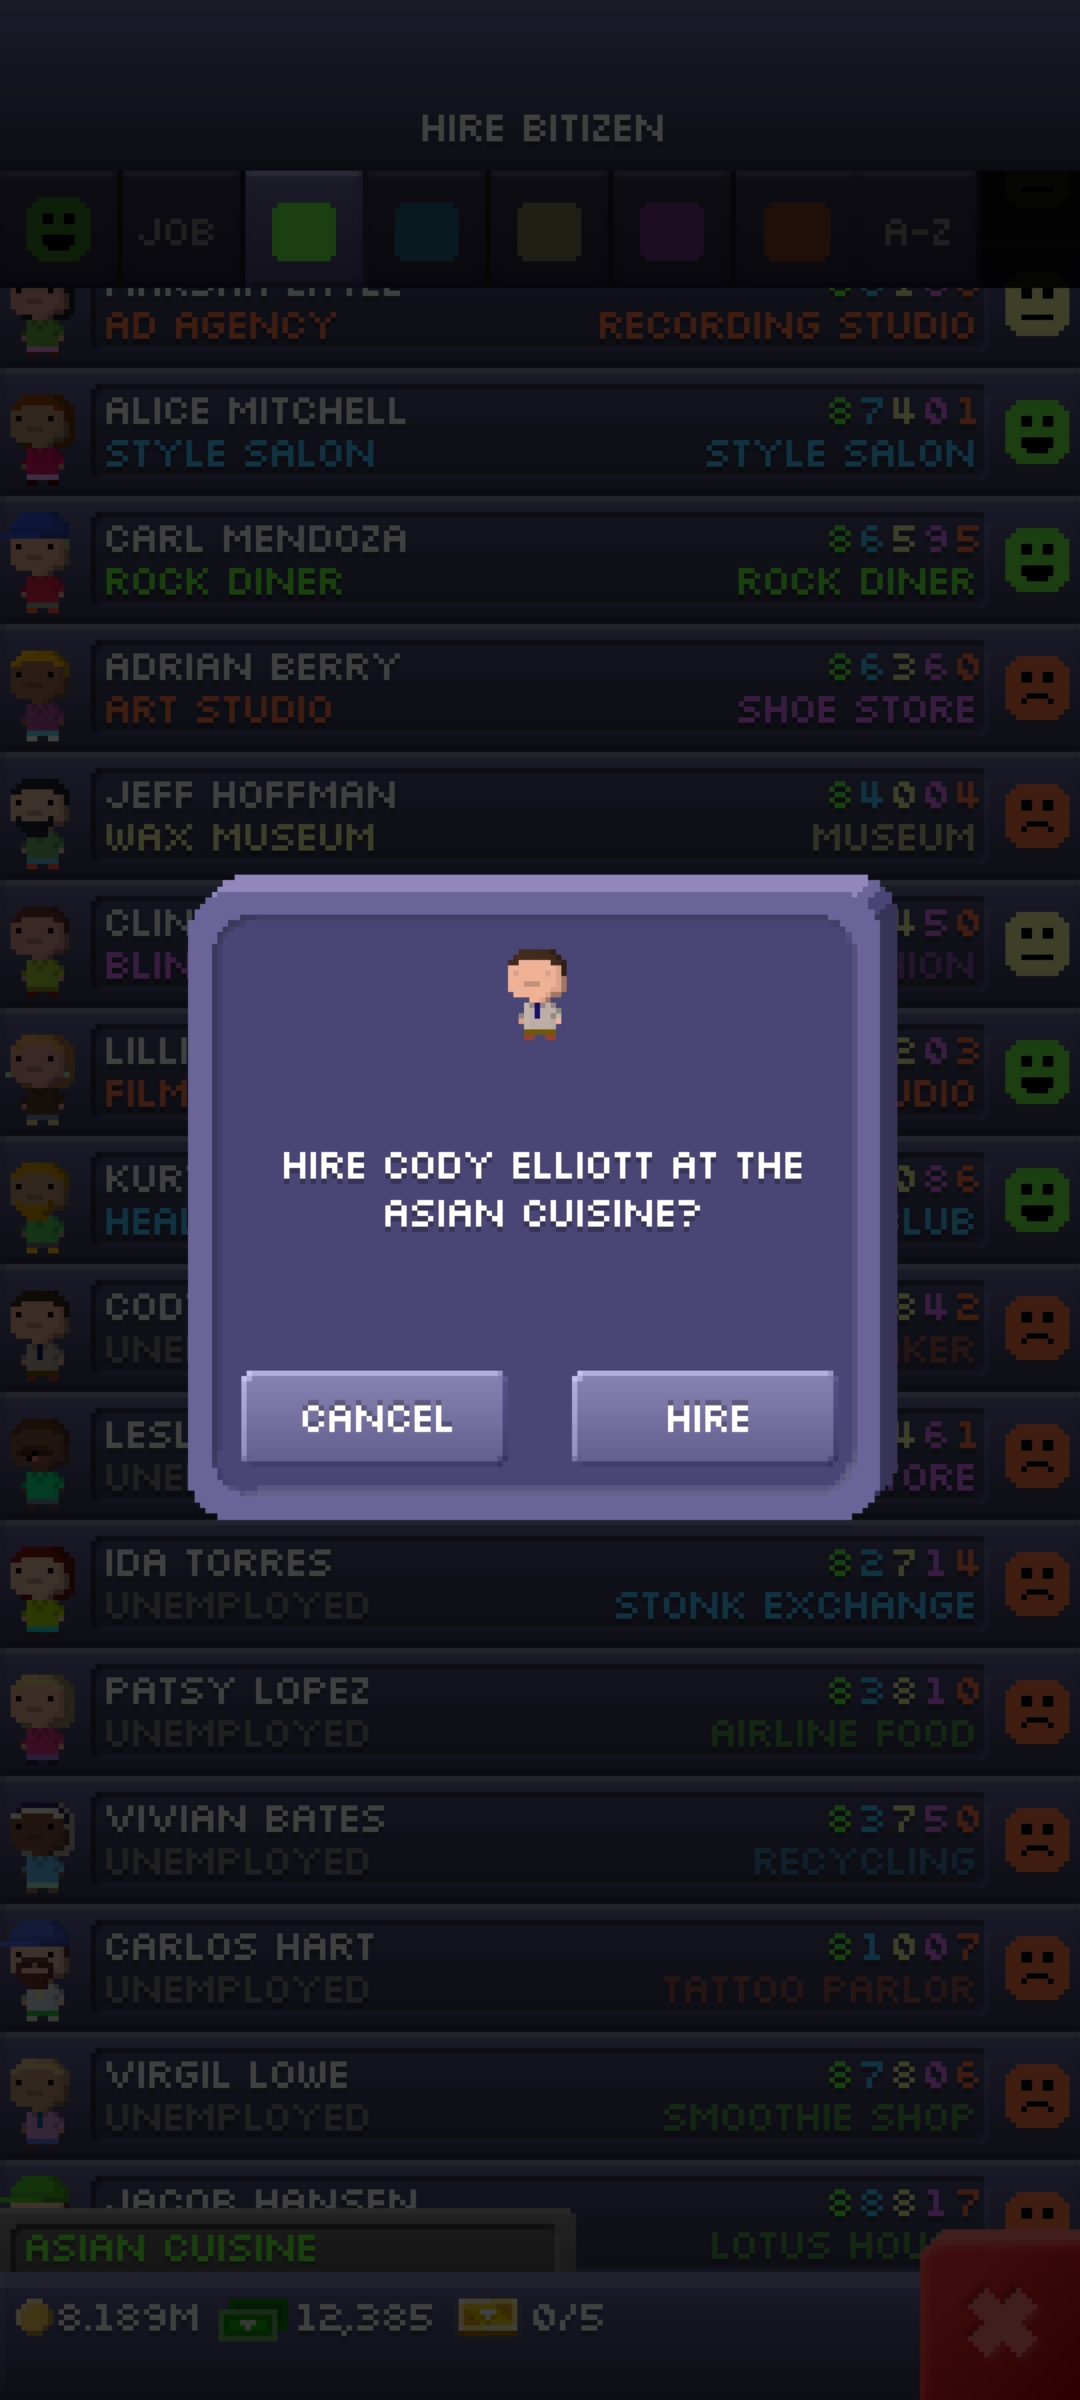 HIRE BITIZEN
JOB
A-Z
AD AGENCY RECORDING STUDIO
ALICE MITCHELL 87401
STYLE SALON STYLE SALON
CARL MENDOZA 86595
ROCK DINER ROCK DINER
ADRIAN BERRY 86360
ART STUDIO SHOE STORE
JEFF HOFFMAN 84004
WAX MUSEUM MUSEUM
HIRE CODY ELLIOTT AT THE
ASIAN CUISINE?
CANCEL HIRE
IDA TORRES 82714
UNEMPLOYED STONK EXCHANGE
PATSY LOPEZ 83810
UNEMPLOYED AIRLINE FOOD
VIVIAN BATES 83750
UNEMPLOYED RECYCLING
CARLOS HART 81007
UNEMPLOYED TATTOO PARLOR
VIRGIL LOWE 87806
UNEMPLOYED SMOOTHIE SHOP
JACOB HANSEN 88817
ASIAN CUISINE LOTUS
8.189M 12,385 0/5